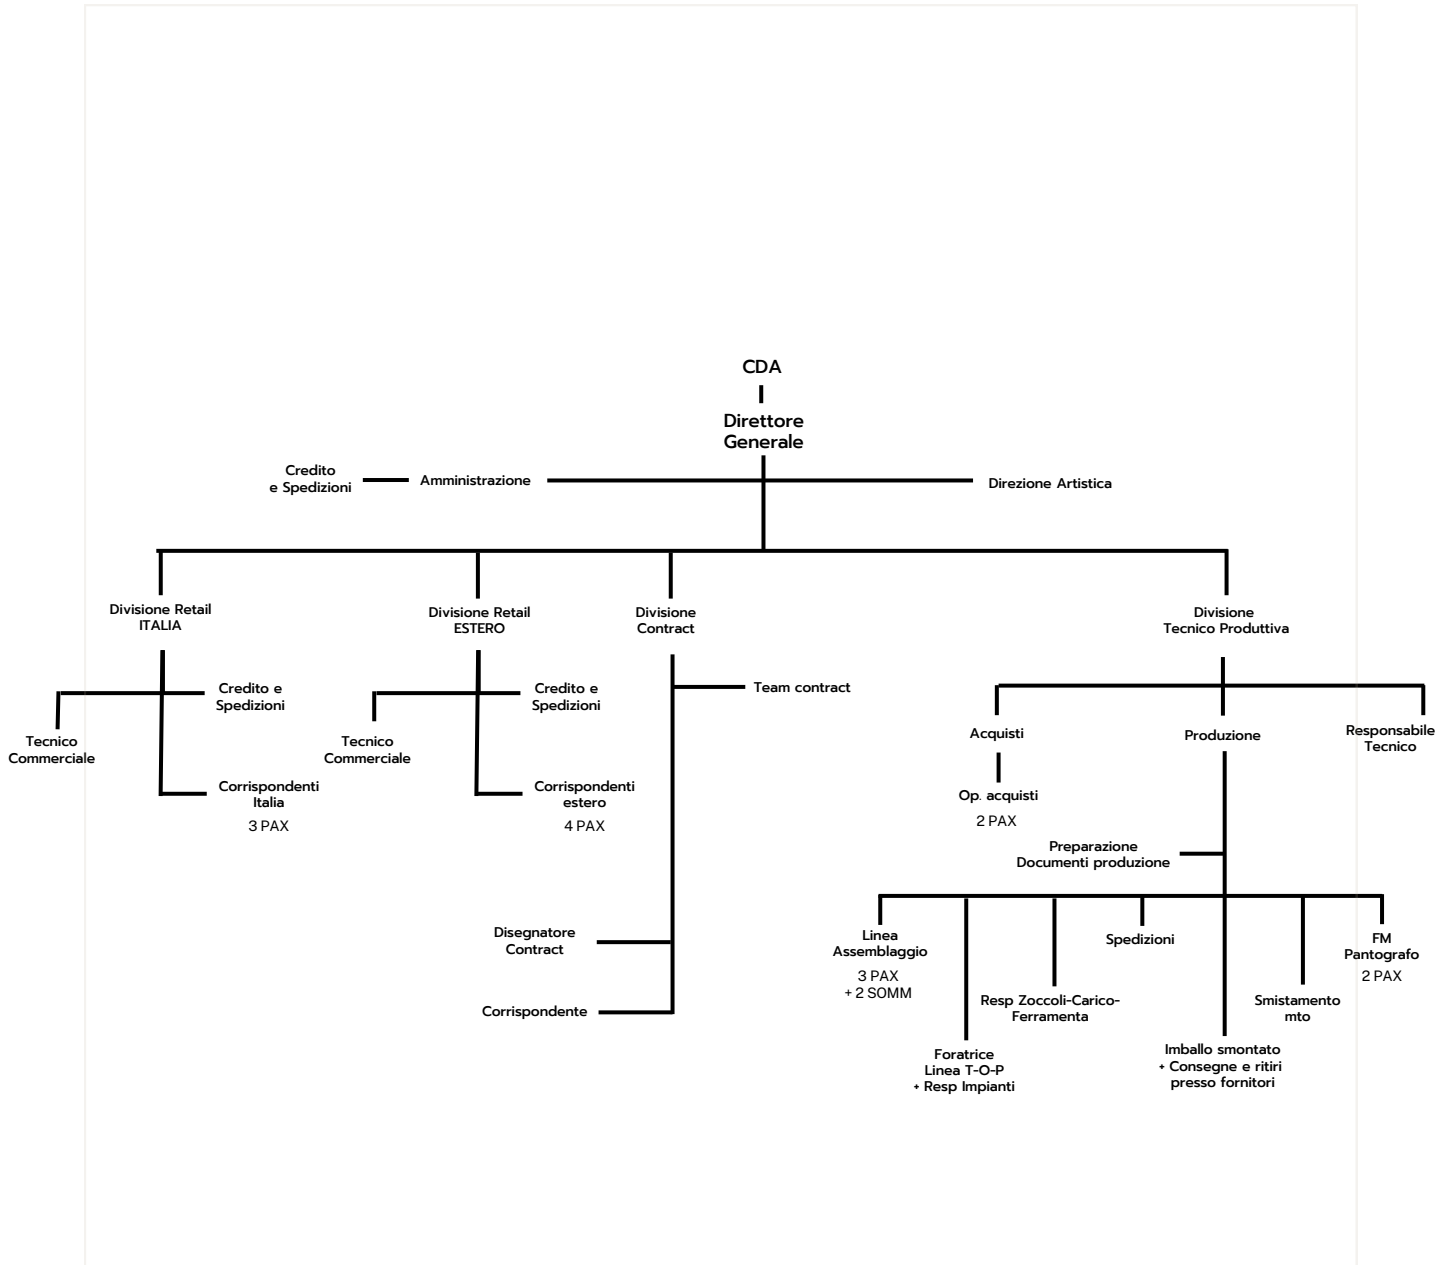 CDA
Direttore
Generale
Credito
e Spedizioni
Amministrazione
Direzione Artistica
Divisione Retail
ITALIA
Divisione Retail
ESTERO
Divisione
Contract
Divisione
Tecnico Produttiva
Credito e
Spedizioni
Tecnico
Commerciale
Corrispondenti
Italia
3 PAX
Credito e
Spedizioni
Tecnico
Commerciale
Corrispondenti
estero
4 PAX
Team contract
Disegnatore
Contract
Corrispondente
Acquisti
Op. acquisti
2 PAX
Produzione
Responsabile
Tecnico
Preparazione
Documenti produzione
Linea
Assemblaggio
3 PAX
+ 2 SOMM
Foratrice
Linea T-O-P
+ Resp Impianti
Resp Zoccoli-Carico-
Ferramenta
Spedizioni
Imballo smontato
+ Consegne e ritiri
presso fornitori
Smistamento
mto
FM
Pantografo
2 PAX